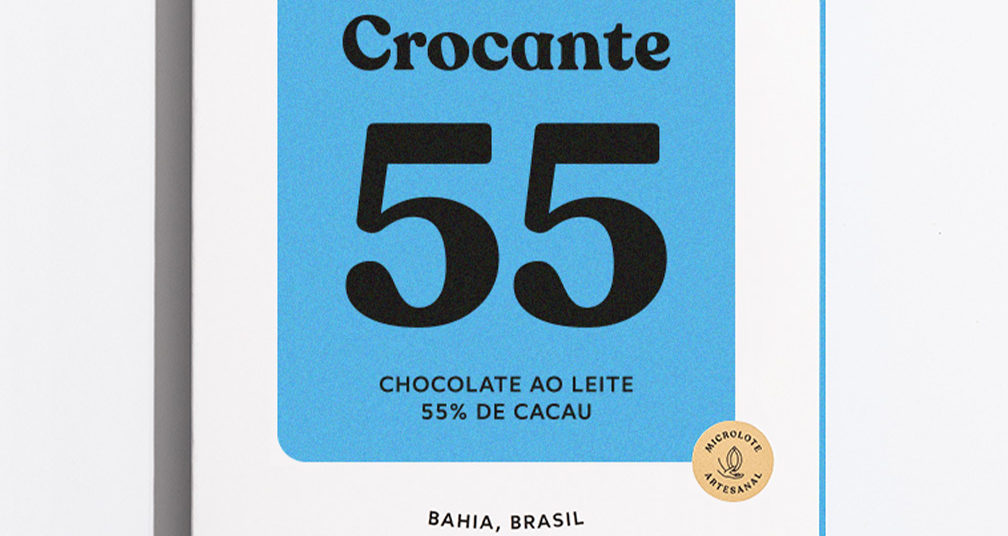 Crocante
55
CHOCOLATE AO LEITE
55% DE CACAU
MICROLOTE
ARTESANAL
BAHIA, BRASIL